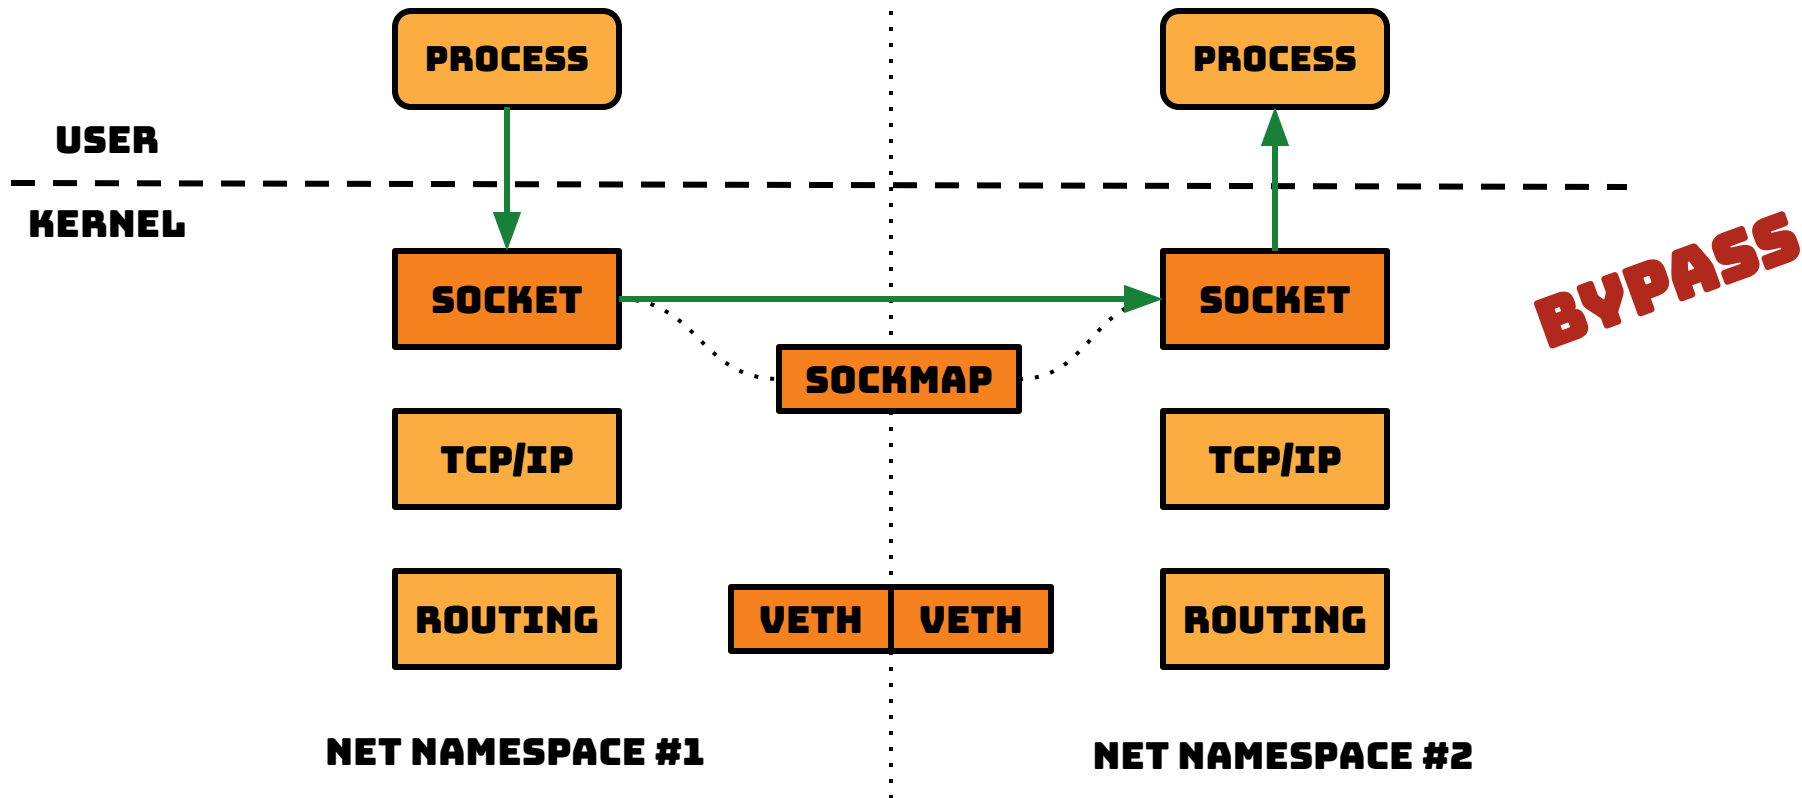 PROCESS
PROCESS
USER
KERNEL
BYPASS
SOCKET
SOCKET
SOCKMAP
TCP/IP
TCP/IP
ROUTING
VETH
VETH
ROUTING
NET NAMESPACE #1
NET NAMESPACE #2